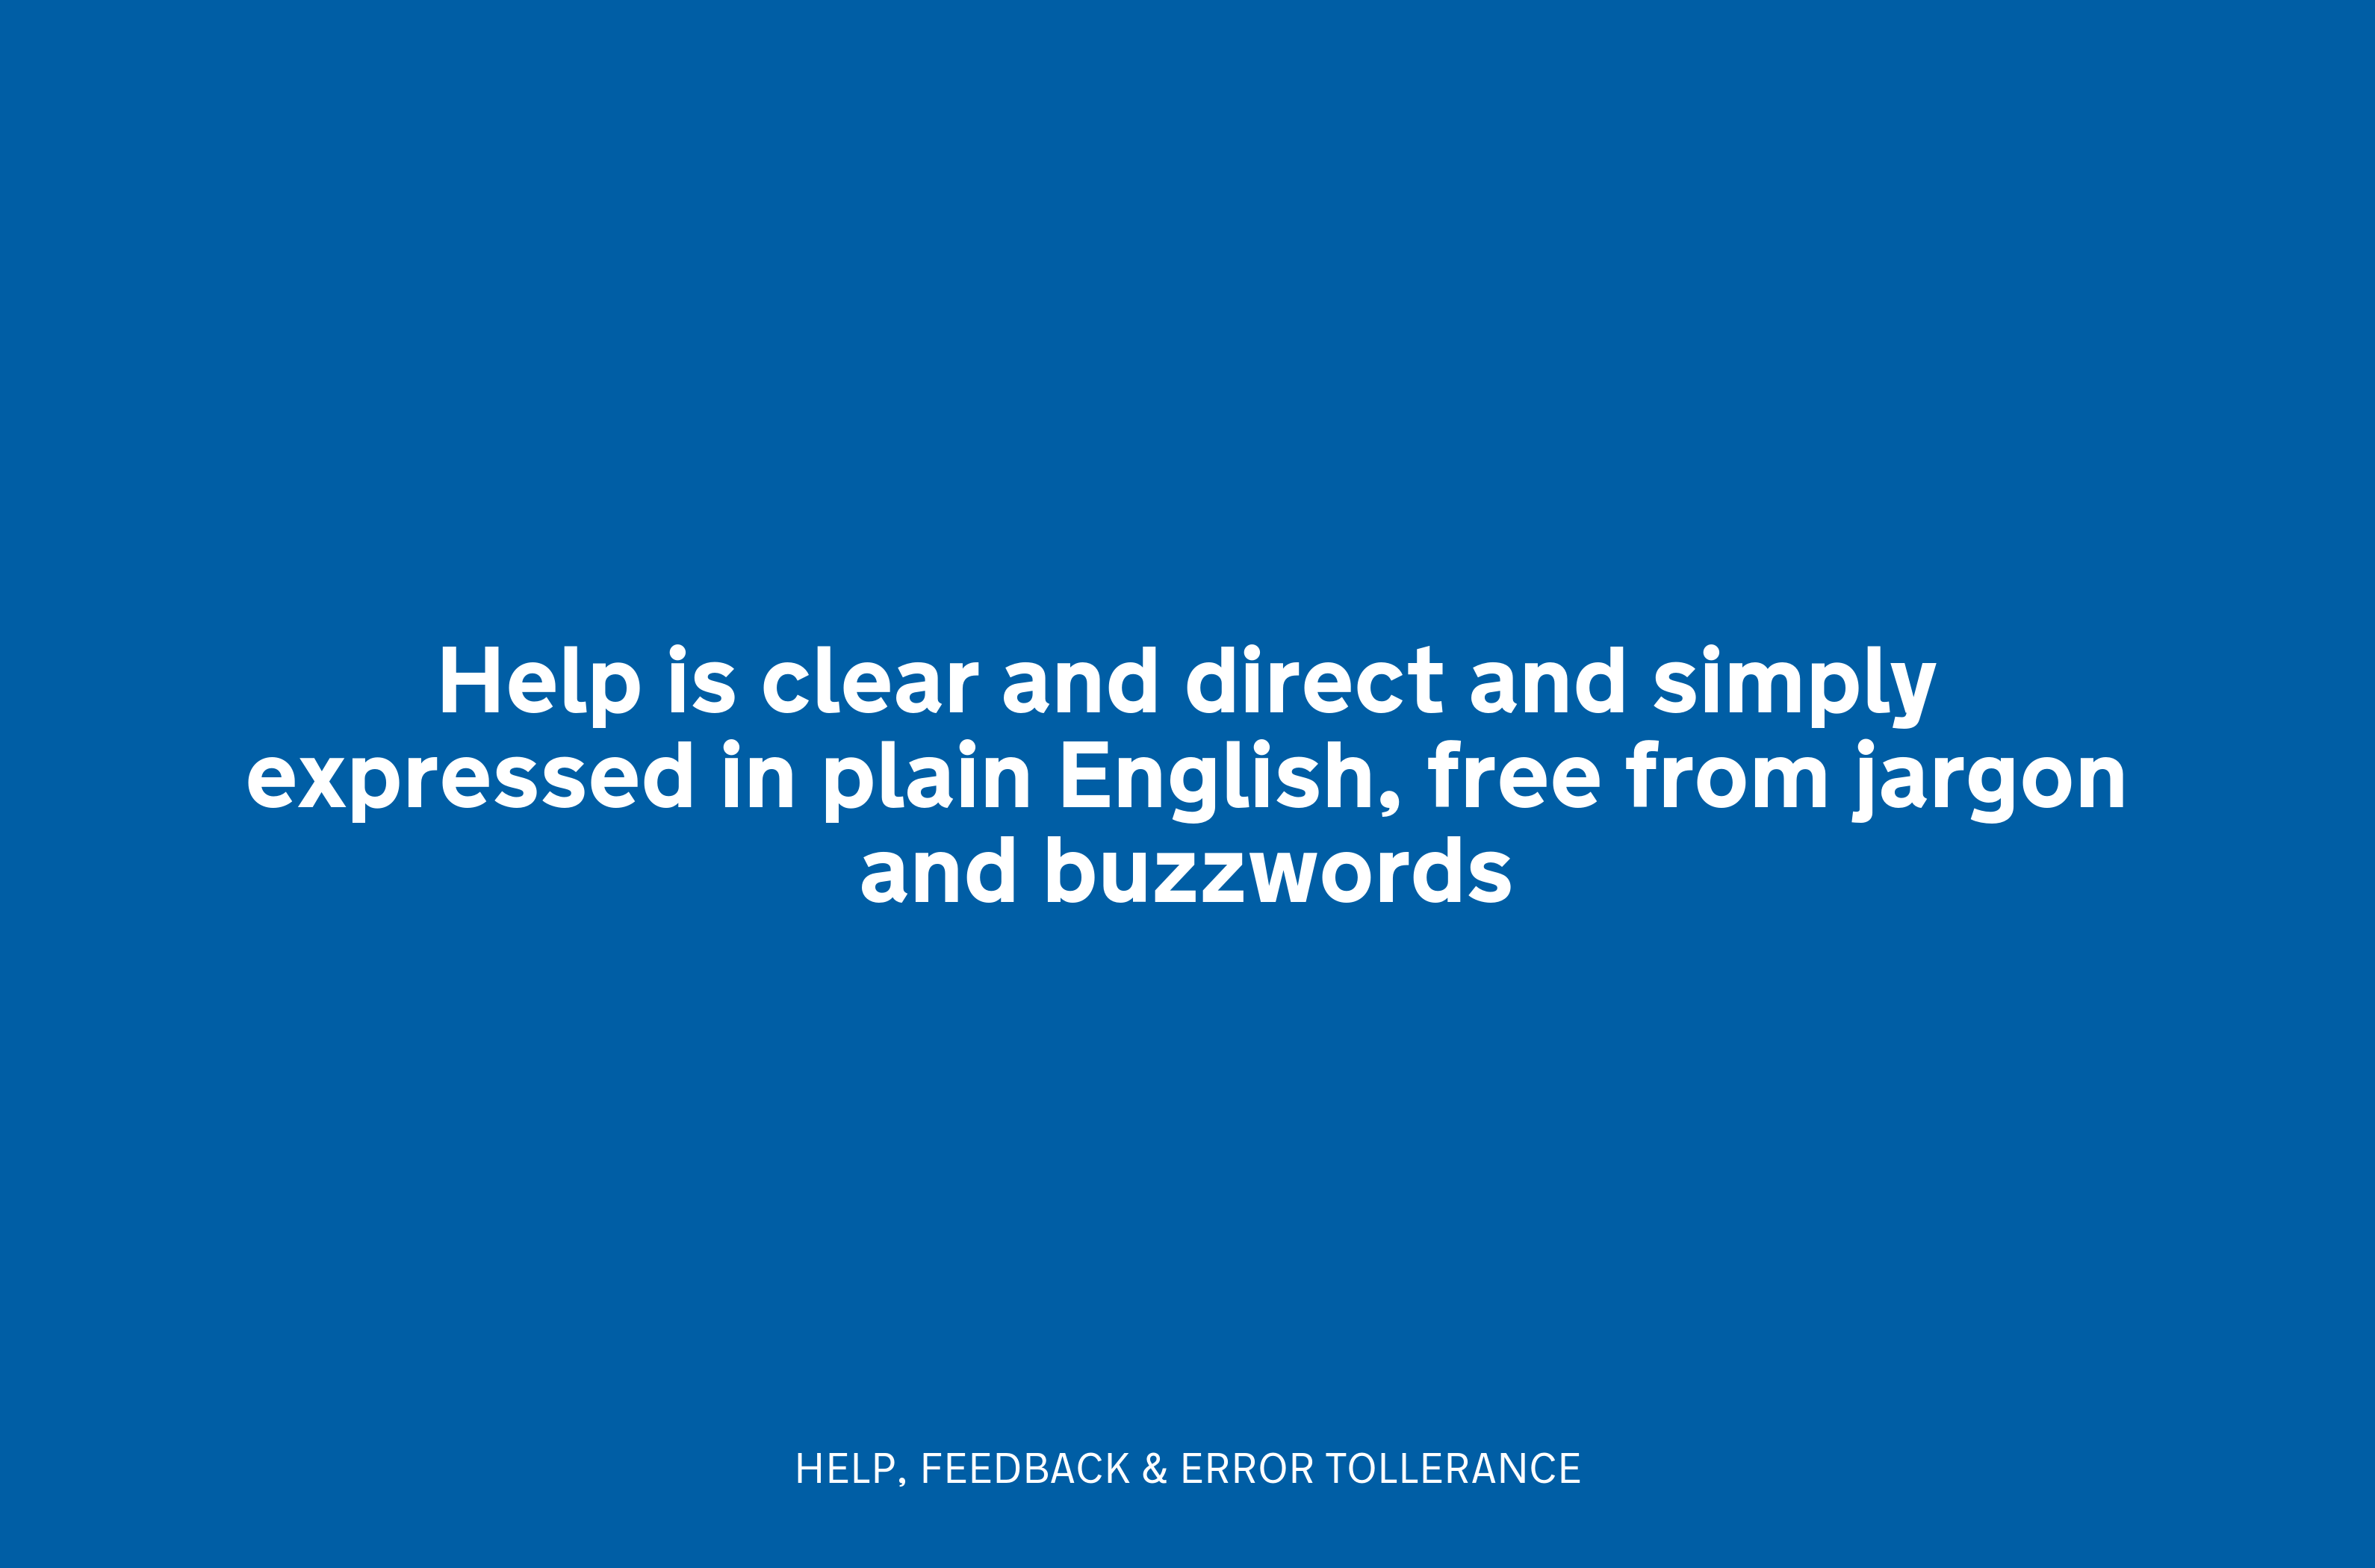 Help is clear and direct and simply
expressed in plain English, free from jargon
and buzzwords
HELP, FEEDBACK & ERROR TOLLERANCE